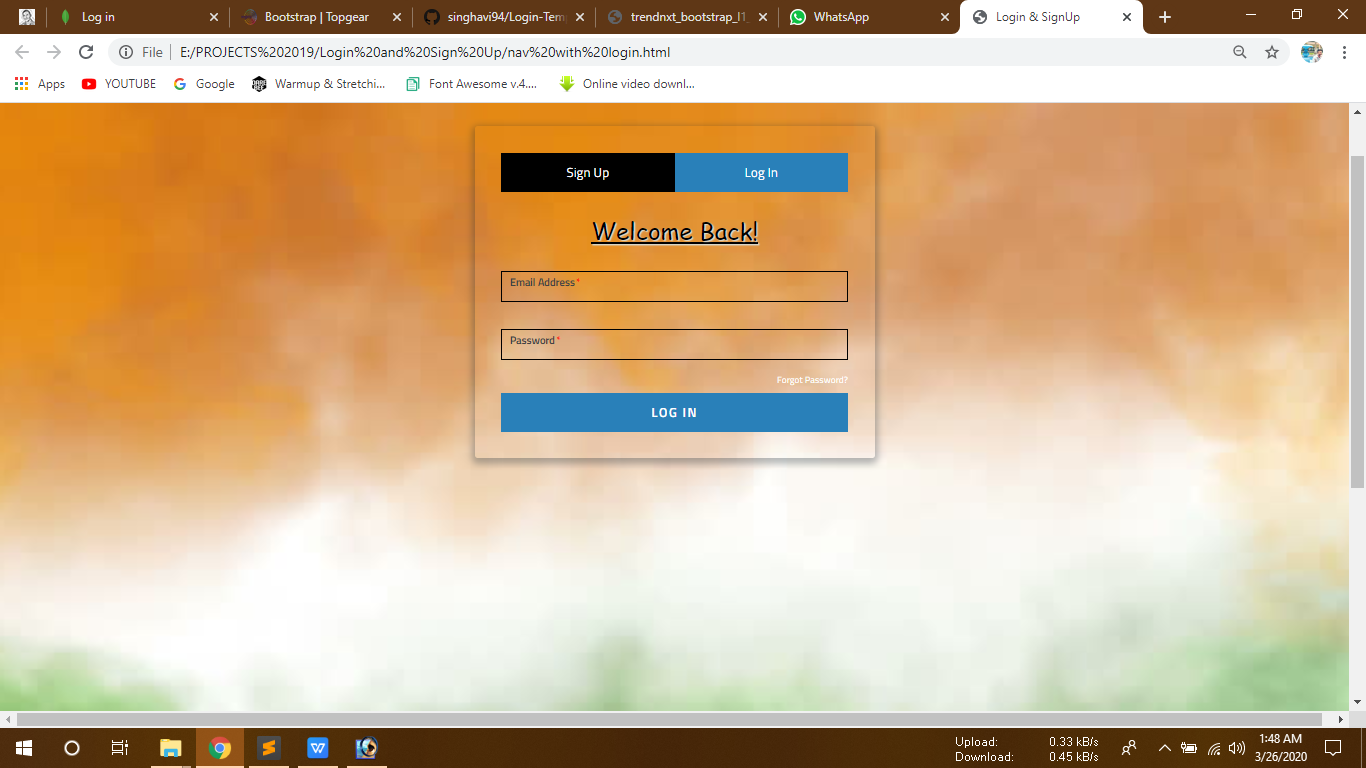 Log in
Bootstrap | Topgear
singhavi94/Login-Tem
trendnxt_bootstrap_l1_
WhatsApp
Login & SignUp
File
E:/PROJECTS%202019/Login%20and%20Sign%20Up/nav%20with%20login.html
Apps
YOUTUBE
Google
Warmup & Stretchi...
Font Awesome v.4....
Online video downl...
Sign Up
Log In
Welcome Back!
Email Address*
Password*
Forgot Password?
LOG IN
Upload: 0.33 kB/s
Download: 0.45 kB/s
1:48 AM
3/26/2020